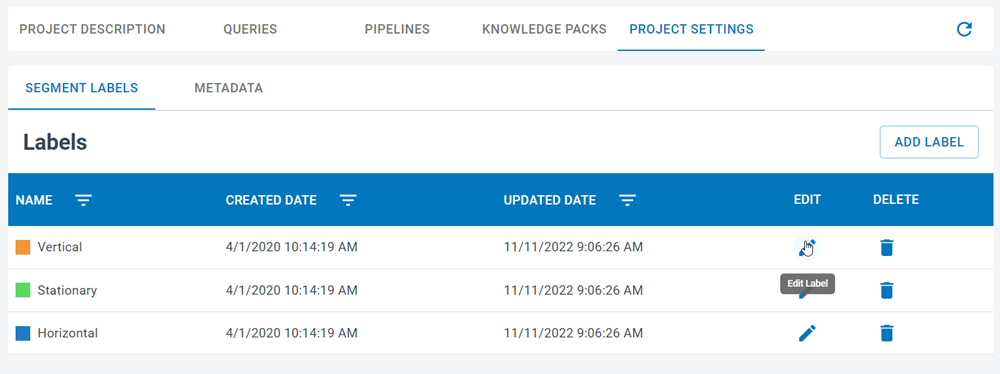 PROJECT DESCRIPTION QUERIES PIPELINES KNOWLEDGE PACKS PROJECT SETTINGS
SEGMENT LABELS METADATA
Labels ADD LABEL
NAME CREATED DATE UPDATED DATE EDIT DELETE
Vertical 4/1/2020 10:14:19 AM 11/11/2022 9:06:26 AM
Edit Label
Stationary 4/1/2020 10:14:19 AM 11/11/2022 9:06:26 AM
Horizontal 4/1/2020 10:14:19 AM 11/11/2022 9:06:26 AM